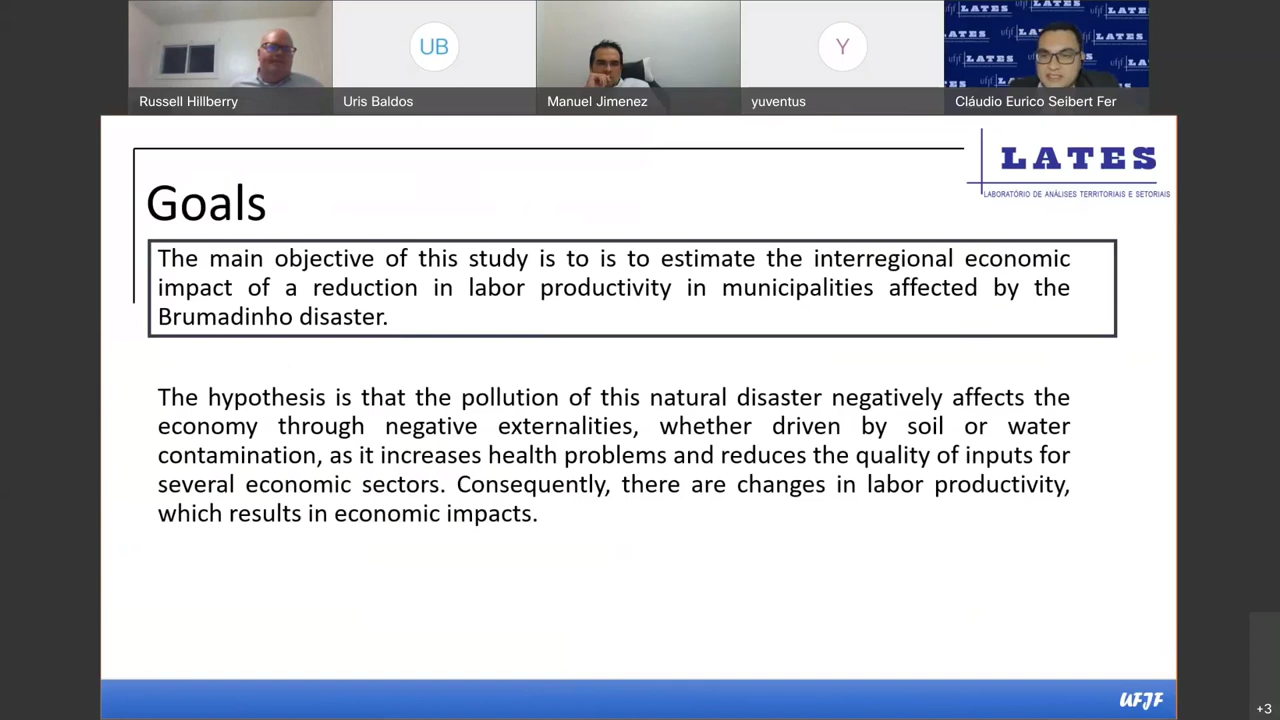 UB
Y
Russell Hillberry
Uris Baldos
Manuel Jimenez
yuventus
Cláudio Eurico Seibert Fer
LATES
LABORATÓRIO DE ANÁLISES TERRITORIAIS E SETORIAIS
Goals
The main objective of this study is to is to estimate the interregional economic
impact of a reduction in labor productivity in municipalities affected by the
Brumadinho disaster.
The hypothesis is that the pollution of this natural disaster negatively affects the
economy through negative externalities, whether driven by soil or water
contamination, as it increases health problems and reduces the quality of inputs for
several economic sectors. Consequently, there are changes in labor productivity,
which results in economic impacts.
UFJF
+3